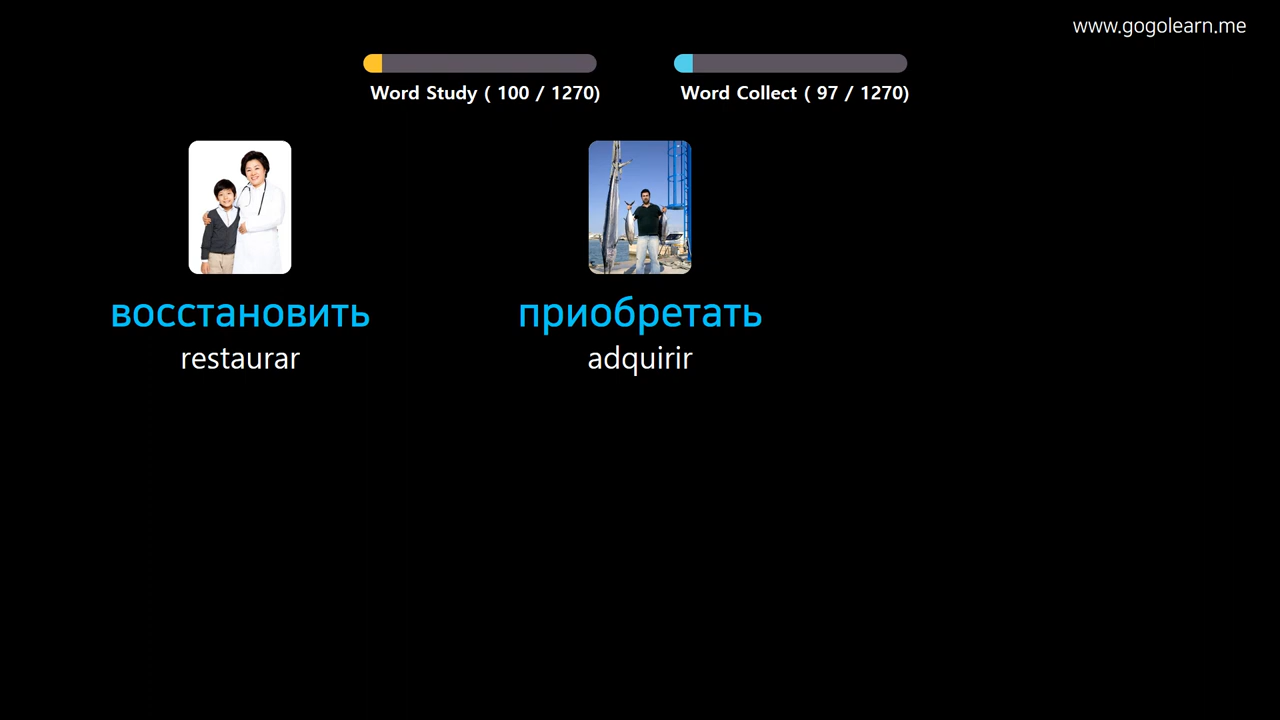 www.gogolearn.me
Word Study ( 100 / 1270)
Word Collect ( 97 / 1270)
восстановить
restaurar
приобретать
adquirir